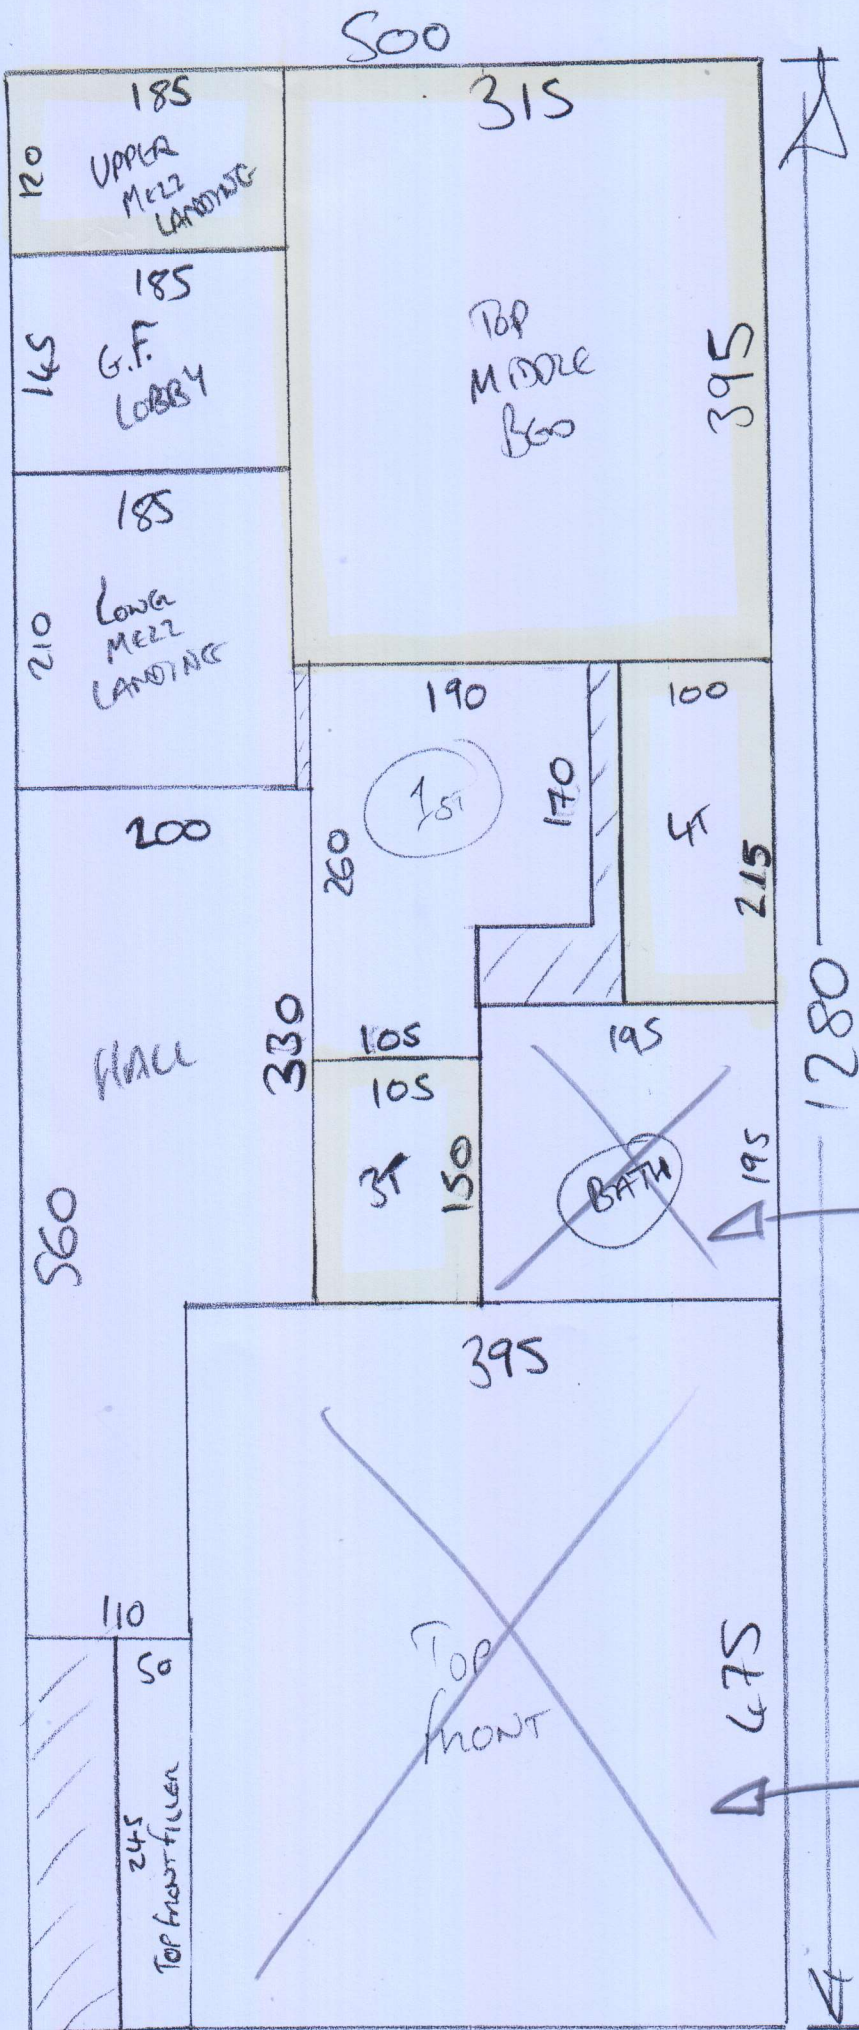 500
185
120
UPPER
MEZZ
LANDING
315
TOP
MIDDLE
BED
395
185
145
G.F.
LOBBY
185
210
LOWER
MEZZ
LANDING
190
1ST
260
170
100
4T
215
200
HALL
330
560
110
105
105
3T
150
195
BATH
195
1280
395
TOP
FRONT
475
50
245
TOP FRONT FILLER